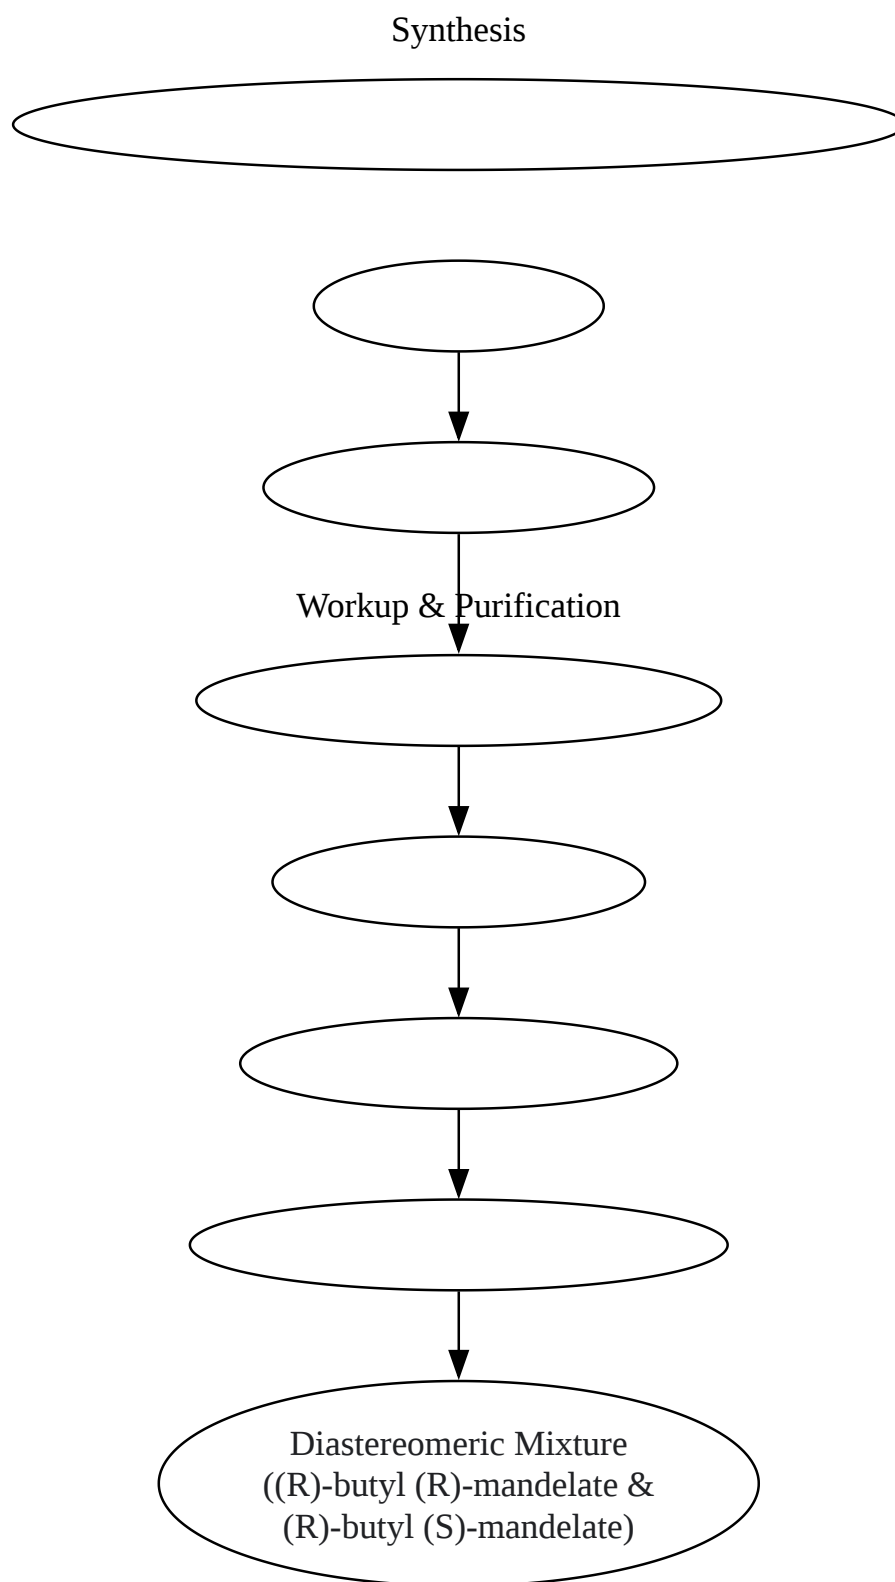 Synthesis
Workup & Purification
Diastereomeric Mixture
((R)-butyl (R)-mandelate &
(R)-butyl (S)-mandelate)